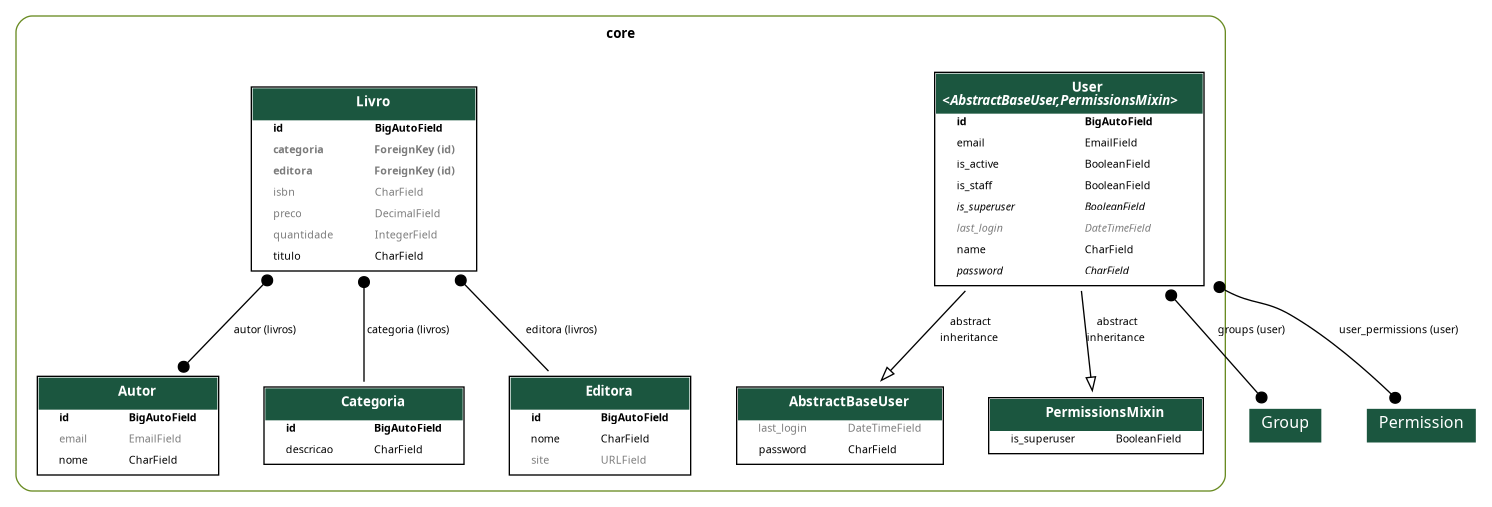 core
Livro
id BigAutoField
categoria ForeignKey (id)
editora ForeignKey (id)
isbn CharField
preco DecimalField
quantidade IntegerField
titulo CharField
User
<AbstractBaseUser,PermissionsMixin>
id BigAutoField
email EmailField
is_active BooleanField
is_staff BooleanField
is_superuser BooleanField
last_login DateTimeField
name CharField
password CharField
autor (livros)
categoria (livros)
editora (livros)
abstract
inheritance
abstract
inheritance
groups (user)
user_permissions (user)
Autor
id BigAutoField
email EmailField
nome CharField
Categoria
id BigAutoField
descricao CharField
Editora
id BigAutoField
nome CharField
site URLField
AbstractBaseUser
last_login DateTimeField
password CharField
PermissionsMixin
is_superuser BooleanField
Group
Permission